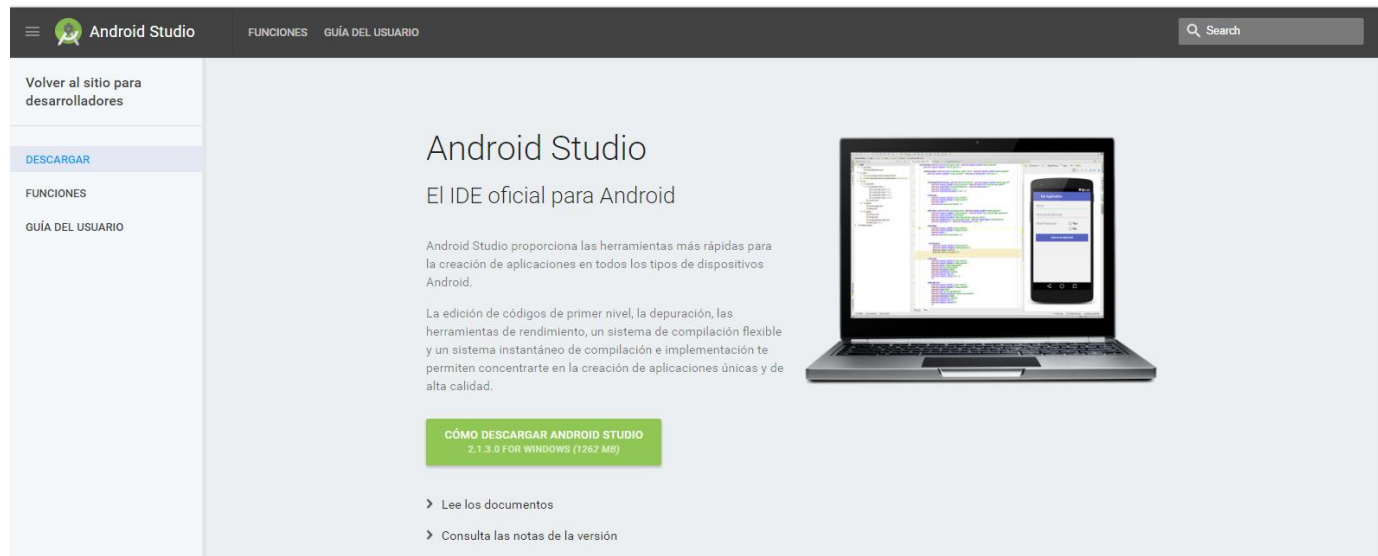 Android Studio
FUNCIONES
GUÍA DEL USUARIO
Search
Volver al sitio para
desarrolladores
DESCARGAR
FUNCIONES
GUÍA DEL USUARIO
Android Studio
El IDE oficial para Android
Android Studio proporciona las herramientas más rápidas para
la creación de aplicaciones en todos los tipos de dispositivos
Android.
La edición de códigos de primer nivel, la depuración, las
herramientas de rendimiento, un sistema de compilación flexible
y un sistema instantáneo de compilación e implementación te
permiten concentrarte en la creación de aplicaciones únicas y de
alta calidad.
CÓMO DESCARGAR ANDROID STUDIO
2.1.3.0 FOR WINDOWS (1262 MB)
Lee los documentos
Consulta las notas de la versión